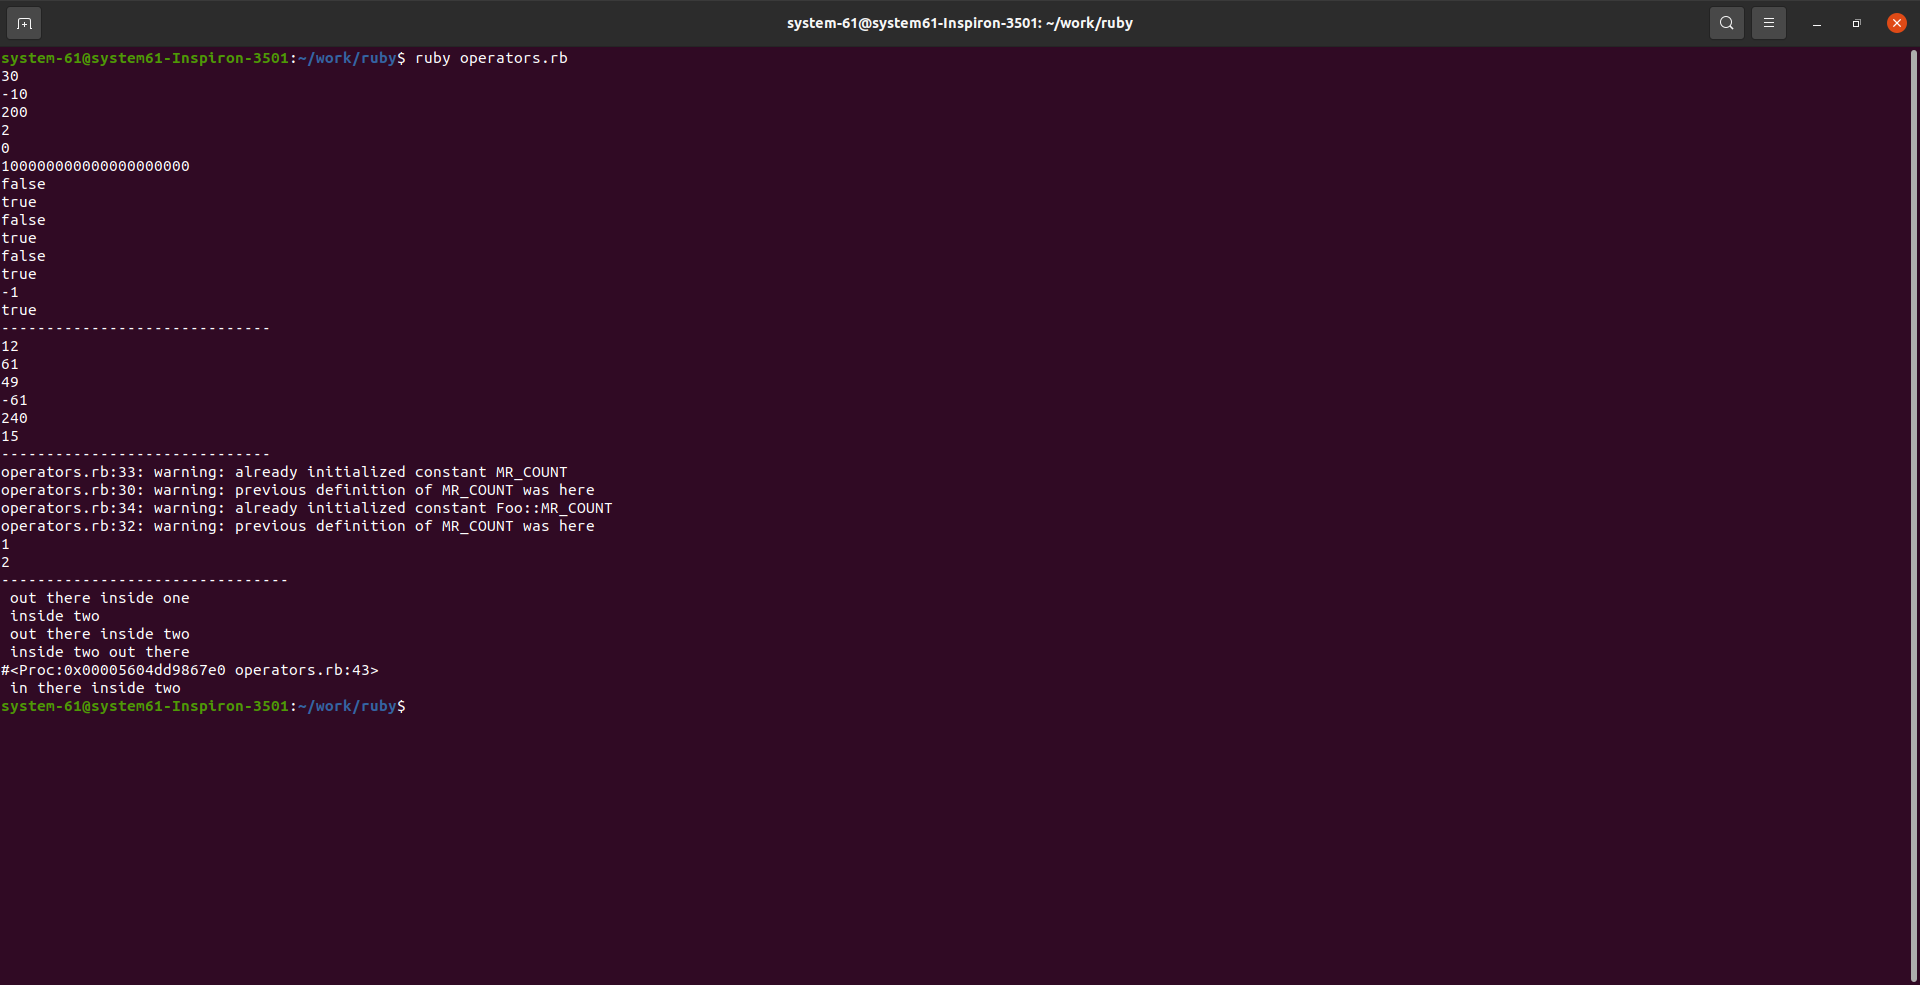 system-61@system61-Inspiron-3501: ~/work/ruby
system-61@system61-Inspiron-3501:~/work/ruby$ ruby operators.rb
30
-10
200
2
0
100000000000000000000
false
true
false
true
false
true
-1
true
------------------------------
12
61
49
-61
240
15
------------------------------
operators.rb:33: warning: already initialized constant MR_COUNT
operators.rb:30: warning: previous definition of MR_COUNT was here
operators.rb:34: warning: already initialized constant Foo::MR_COUNT
operators.rb:32: warning: previous definition of MR_COUNT was here
1
2
--------------------------------
 out there inside one
 inside two
 out there inside two
 inside two out there
#<Proc:0x00005604dd9867e0 operators.rb:43>
 in there inside two
system-61@system61-Inspiron-3501:~/work/ruby$